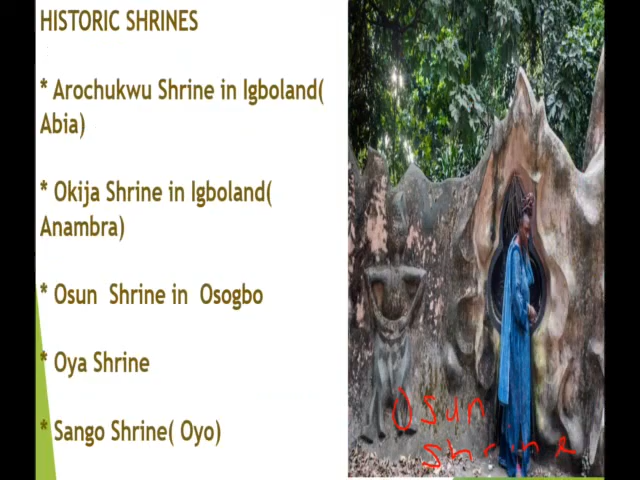 HISTORIC SHRINES
* Arochukwu Shrine in Igboland(
Abia)
* Okija Shrine in Igboland(
Anambra)
* Osun Shrine in Osogbo
* Oya Shrine
* Sango Shrine( Oyo)
Osun
shrine